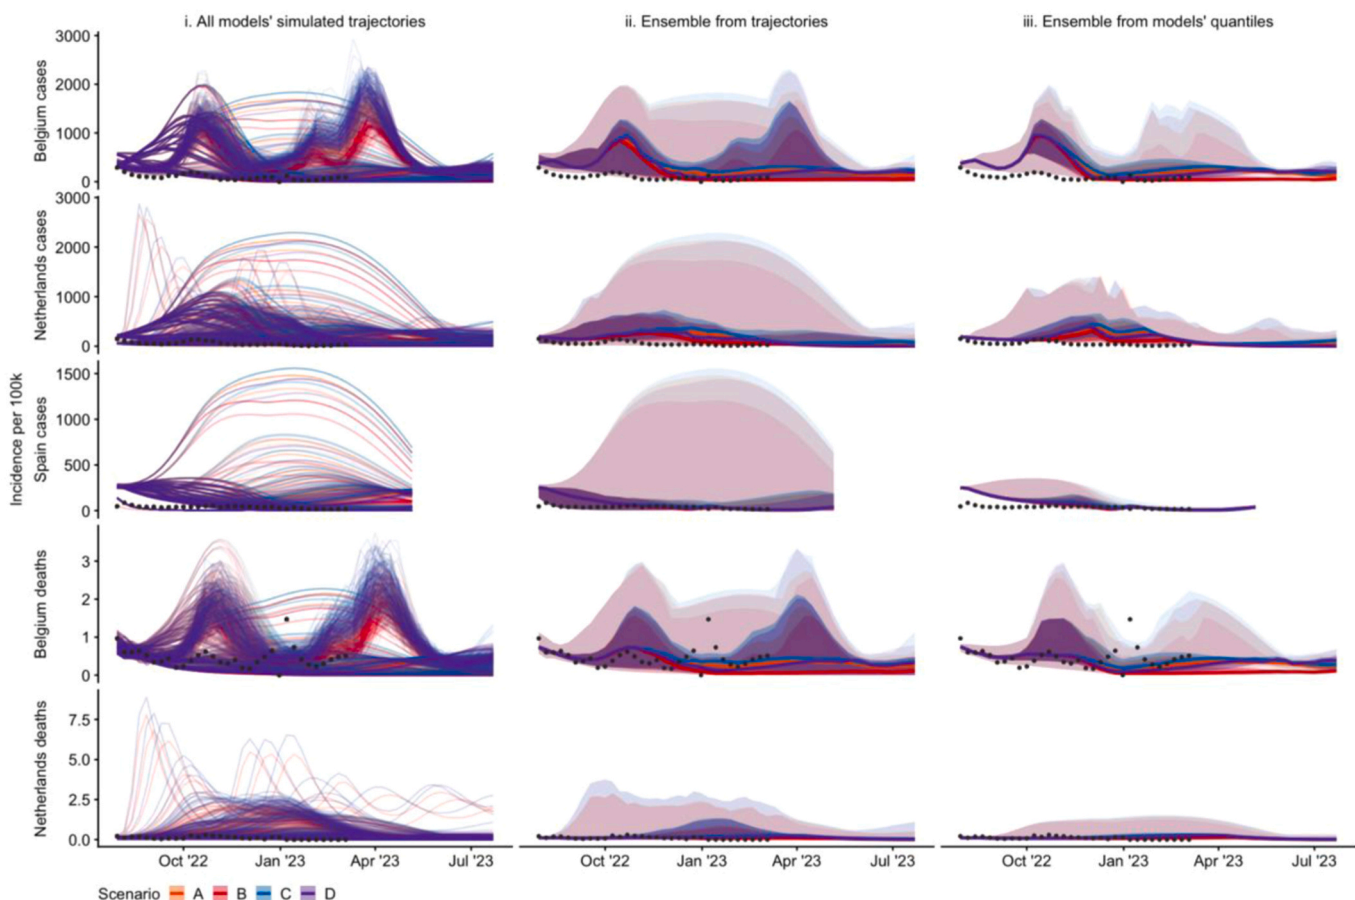 i. All models' simulated trajectories
ii. Ensemble from trajectories
iii. Ensemble from models' quantiles
Incidence per 100k
Belgium cases
3000
2000
1000
0
Netherlands cases
3000
2000
1000
0
Spain cases
1500
1000
500
0
Belgium deaths
3
2
1
0
Netherlands deaths
7.5
5.0
2.5
0.0
Oct '22 Jan '23 Apr '23 Jul '23
Oct '22 Jan '23 Apr '23 Jul '23
Oct '22 Jan '23 Apr '23 Jul '23
Scenario A B C D